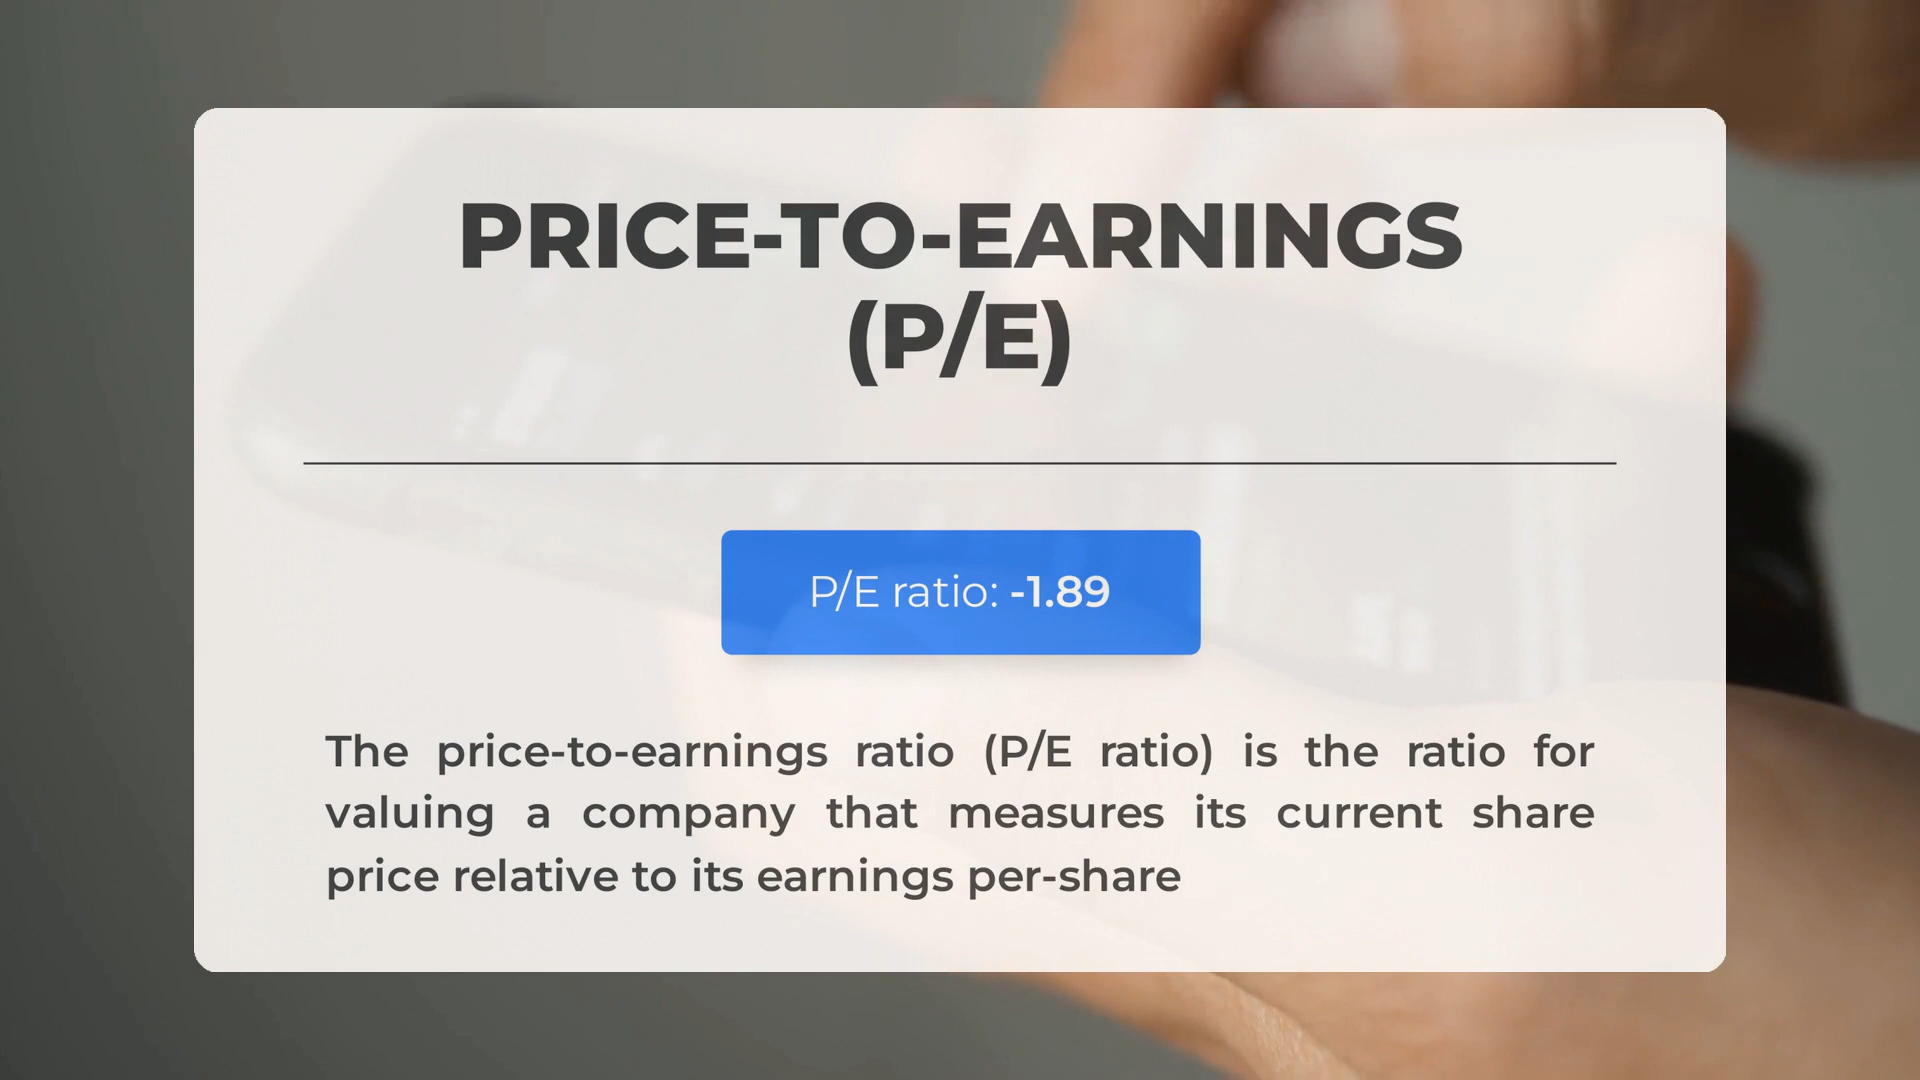 PRICE-TO-EARNINGS
(P/E)
P/E ratio: -1.89
The price-to-earnings ratio (P/E ratio) is the ratio for
valuing a company that measures its current share
price relative to its earnings per-share